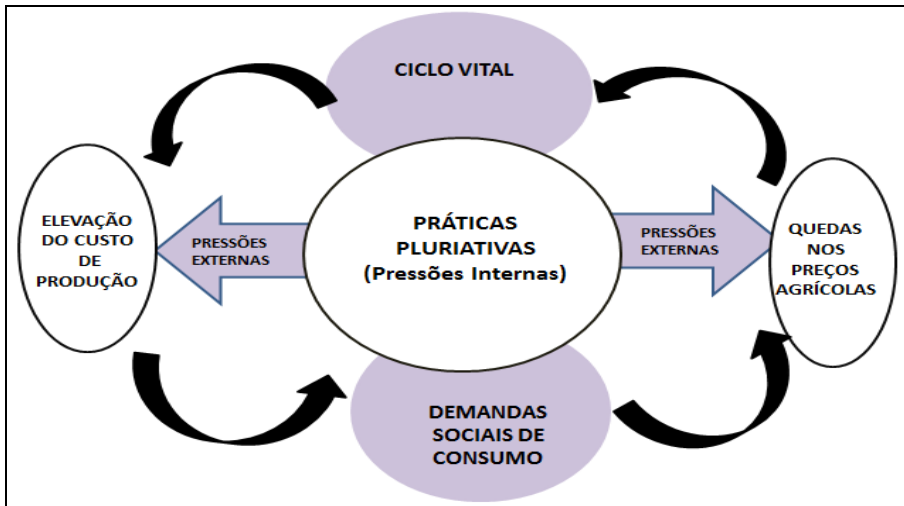 CICLO VITAL
ELEVAÇÃO
DO CUSTO
DE
PRODUÇÃO
PRESSÕES
EXTERNAS
PRÁTICAS
PLURIATIVAS
(Pressões Internas)
PRESSÕES
EXTERNAS
QUEDAS
NOS
PREÇOS
AGRÍCOLAS
DEMANDAS
SOCIAIS DE
CONSUMO